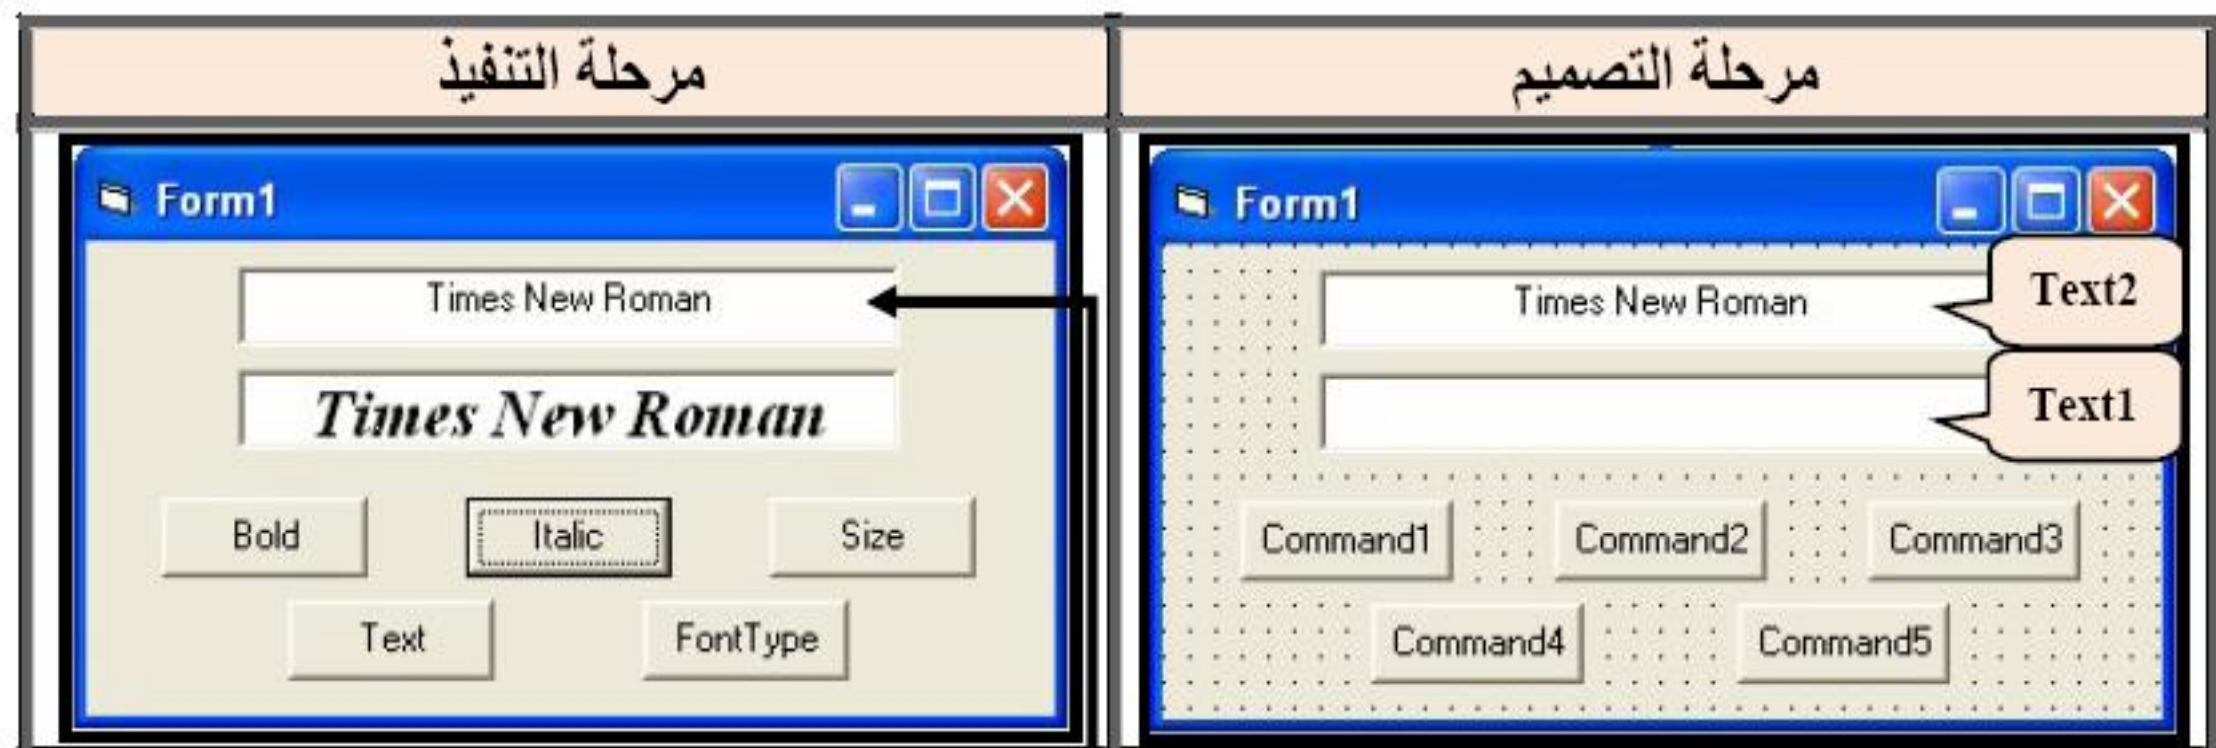 مرحلة التصميم
مرحلة التنفيذ
Form1
Times New Roman
Text2
Text1
Command1 Command2 Command3
Command4 Command5
Form1
Times New Roman
Times New Roman
Bold Italic Size
Text FontType